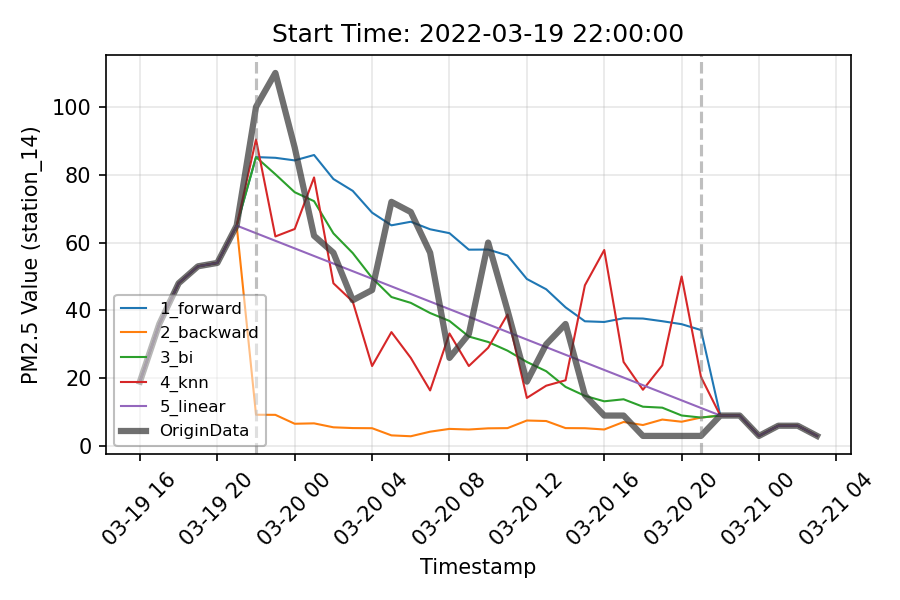 Start Time: 2022-03-19 22:00:00
PM2.5 Value (station_14)
100
80
60
40
20
0
1_forward
2_backward
3_bi
4_knn
5_linear
OriginData
03-19 16
03-19 20
03-20 00
03-20 04
03-20 08
03-20 12
03-20 16
03-20 20
03-21 00
03-21 04
Timestamp